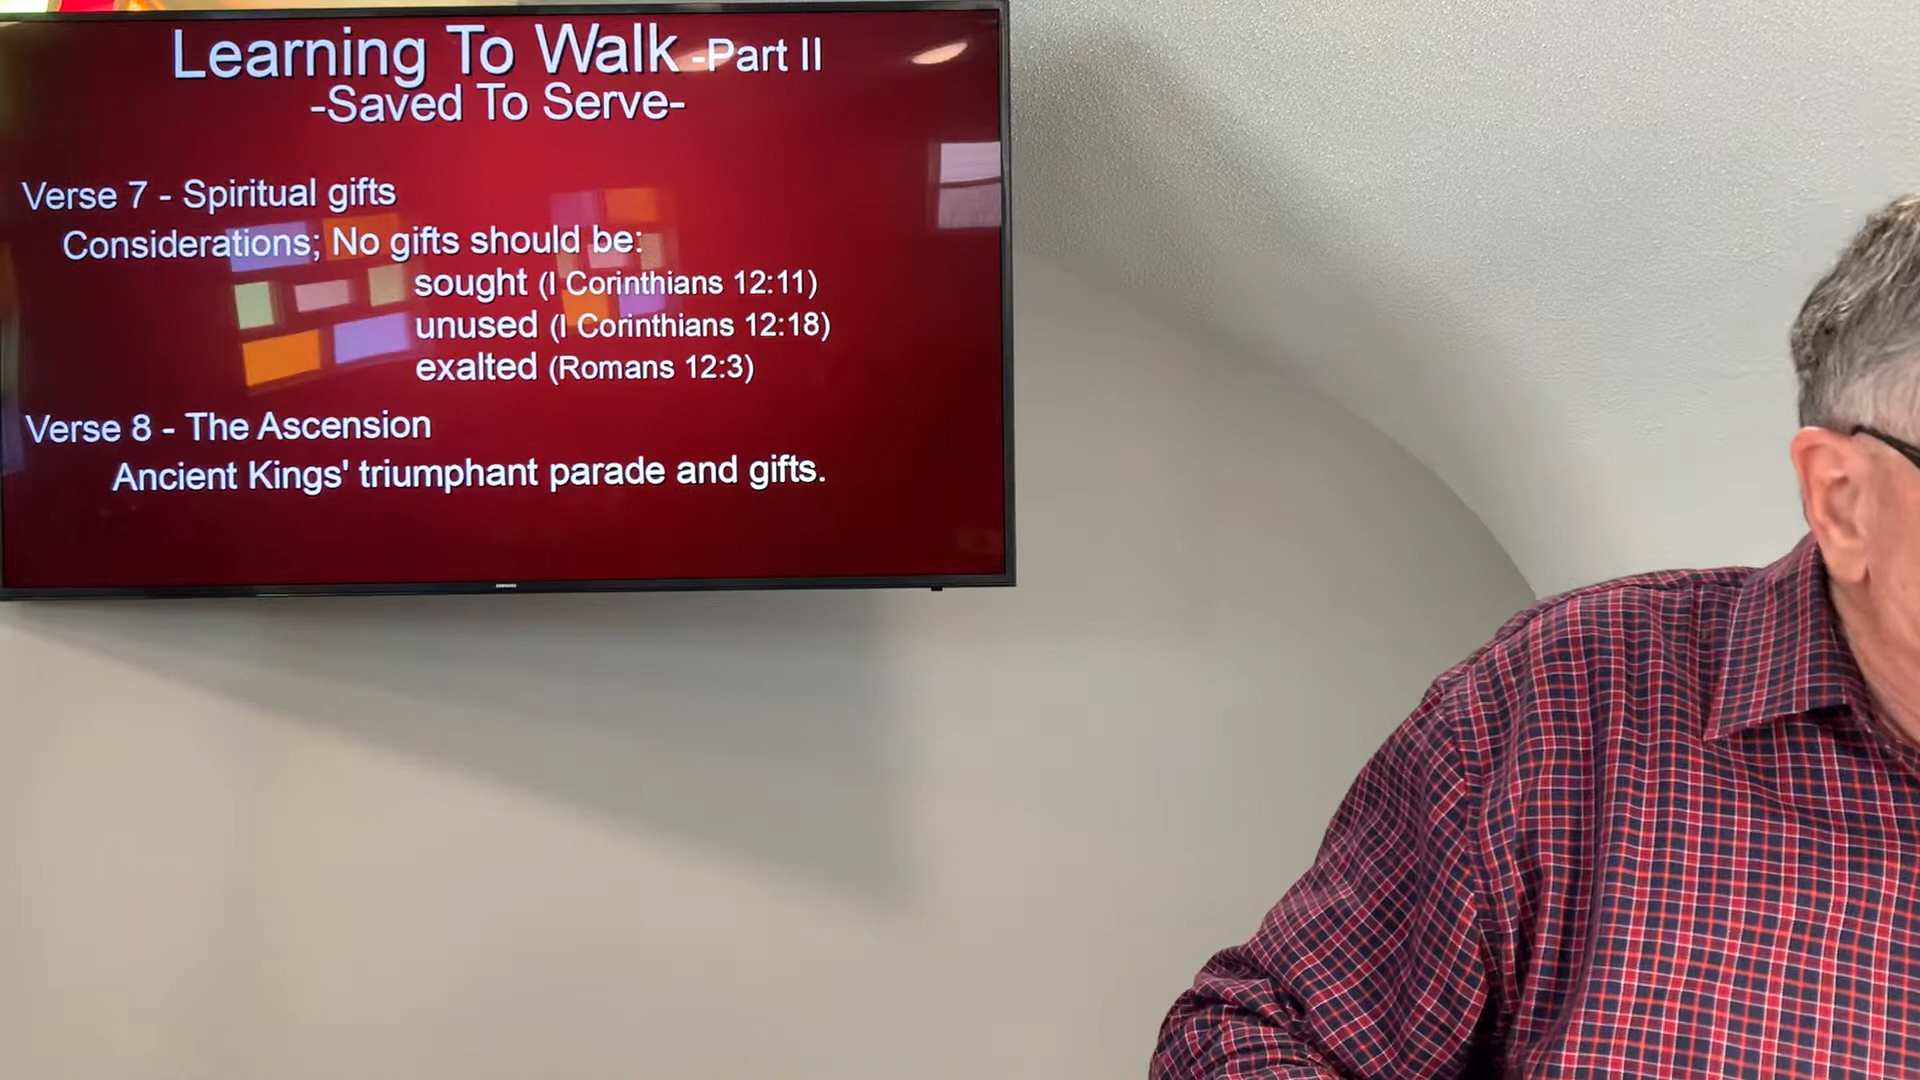 Learning To Walk -Part II
-Saved To Serve-
Verse 7 - Spiritual gifts
Considerations; No gifts should be:
sought (I Corinthians 12:11)
unused (I Corinthians 12:18)
exalted (Romans 12:3)
Verse 8 - The Ascension
Ancient Kings' triumphant parade and gifts.
SAMSUNG